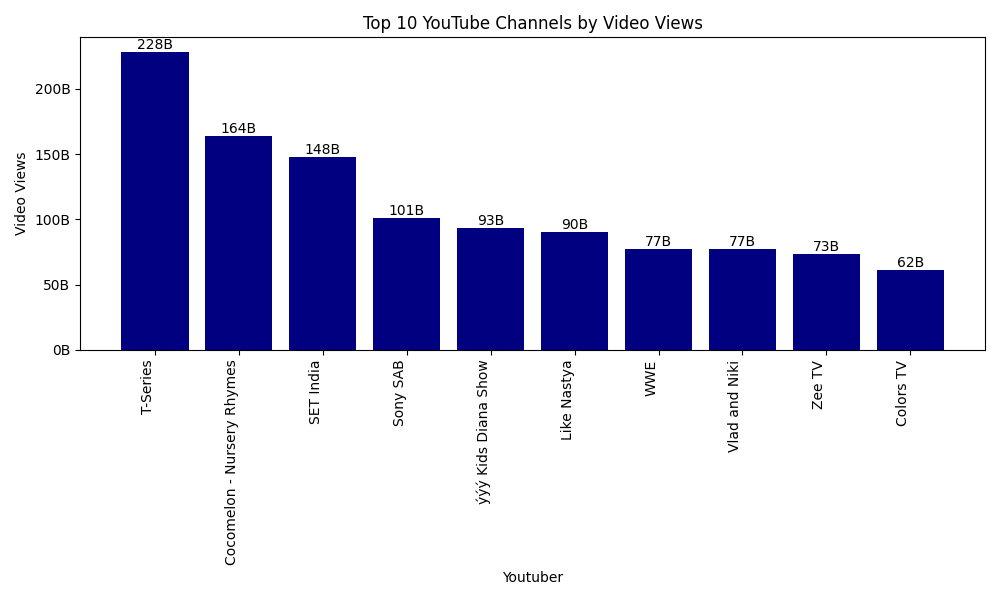 Top 10 YouTube Channels by Video Views
228B
164B
148B
101B
93B
90B
77B
77B
73B
62B
200B
150B
100B
50B
0B
Video Views
T-Series
Cocomelon - Nursery Rhymes
SET India
Sony SAB
ýýý Kids Diana Show
Like Nastya
WWE
Vlad and Niki
Zee TV
Colors TV
Youtuber